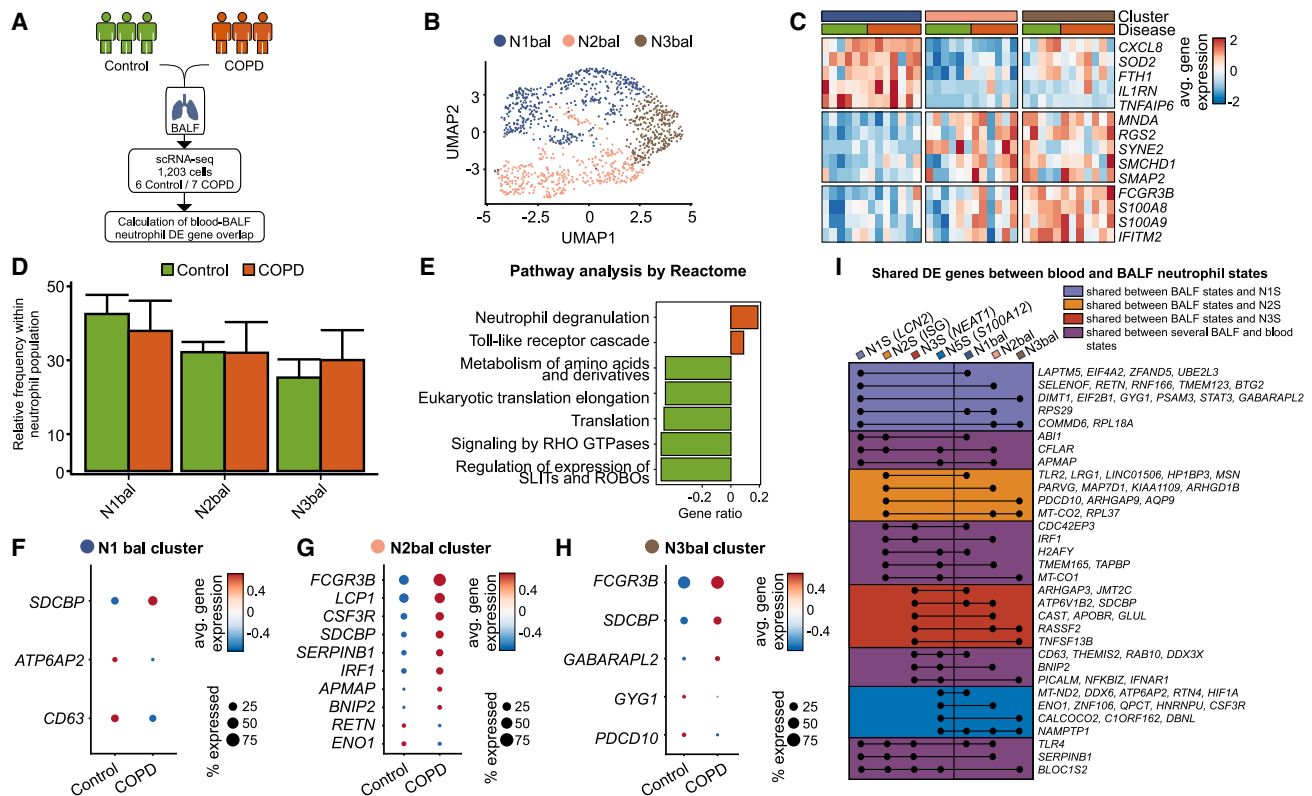 A
Control
COPD
BALF
scRNA-seq
1,203 cells
6 Control / 7 COPD
Calculation of blood-BALF
neutrophil DE gene overlap
B
N1bal
N2bal
N3bal
UMAP2
3
0
-3
-5
-2.5
0
2.5
5
UMAP1
C
Cluster
Disease
CXCL8
SOD2
FTH1
IL1RN
TNFAIP6
MNDA
RGS2
SYNE2
SMCHD1
SMAP2
FCGR3B
S100A8
S100A9
IFITM2
avg. gene
expression
2
0
-2
D
Control
COPD
Relative frequency within
neutrophil population
50
30
10
0
N1bal
N2bal
N3bal
E
Pathway analysis by Reactome
Neutrophil degranulation
Toll-like receptor cascade
Metabolism of amino acids
and derivatives
Eukaryotic translation elongation
Translation
Signaling by RHO GTPases
Regulation of expression of
SLITs and ROBOs
-0.2
0
0.2
Gene ratio
F
N1 bal cluster
SDCBP
ATP6AP2
CD63
Control
COPD
avg. gene
expression
0.4
0
-0.4
% expressed
25
50
75
G
N2bal cluster
FCGR3B
LCP1
CSF3R
SDCBP
SERPINB1
IRF1
APMAP
BNIP2
RETN
ENO1
Control
COPD
avg. gene
expression
0.4
0
-0.4
% expressed
25
50
75
H
N3bal cluster
FCGR3B
SDCBP
GABARAPL2
GYG1
PDCD10
Control
COPD
avg. gene
expression
0.4
0
-0.4
% expressed
25
50
75
I
Shared DE genes between blood and BALF neutrophil states
shared between BALF states and N1S
shared between BALF states and N2S
shared between BALF states and N3S
shared between several BALF and blood
states
N1S (LCN2)
N2S (ISG)
N3S (NEAT1)
N5S (S100A12)
N1bal
N2bal
N3bal
LAPTM5, EIF4A2, ZFAND5, UBE2L3
SELENOF, RETN, RNF166, TMEM123, BTG2
DIMT1, EIF2B1, GYG1, PSAM3, STAT3, GABARAPL2
RPS29
COMMD6, RPL18A
ABI1
CFLAR
APMAP
TLR2, LRG1, LINC01506, HP1BP3, MSN
PARVG, MAP7D1, KIAA1109, ARHGD1B
PDCD10, ARHGAP9, AQP9
MT-CO2, RPL37
CDC42EP3
IRF1
H2AFY
TMEM165, TAPBP
MT-CO1
ARHGAP3, JMT2C
ATP6V1B2, SDCBP
CAST, APOBR, GLUL
RASSF2
TNFSF13B
CD63, THEMIS2, RAB10, DDX3X
BNIP2
PICALM, NFKBIZ, IFNAR1
MT-ND2, DDX6, ATP6AP2, RTN4, HIF1A
ENO1, ZNF106, QPCT, HNRNPU, CSF3R
CALCOCO2, C1ORF162, DBNL
NAMPTP1
TLR4
SERPINB1
BLOC1S2